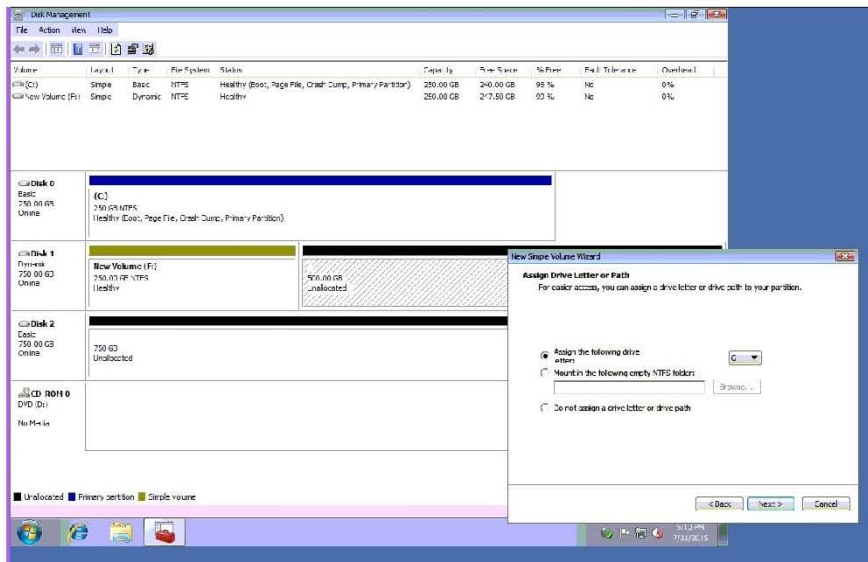 Disk Management
File Action View Help
Volume Layout Type File System Status Capacity Free Space % Free Fault Tolerance Overhead
(C:) Simple Basic NTFS Healthy (Boot, Page File, Crash Dump, Primary Partition) 250.00 GB 240.00 GB 96 % No 0%
New Volume (F:) Simple Dynamic NTFS Healthy 250.00 GB 247.50 GB 99 % No 0%
Disk 0
Basic
250.00 GB
Online
(C:)
250 GB NTFS
Healthy (Boot, Page File, Crash Dump, Primary Partition)
Disk 1
Dynamic
750.00 GB
Online
New Volume (F:)
250.00 GB NTFS
Healthy
500.00 GB
Unallocated
Disk 2
Basic
750.00 GB
Online
750 GB
Unallocated
CD ROM 0
DVD (D:)
No Media
Unallocated Primary partition Simple volume
New Simple Volume Wizard
Assign Drive Letter or Path
For easier access, you can assign a drive letter or drive path to your partition.
Assign the following drive
letter:
G
Mount in the following empty NTFS folder:
Browse...
Do not assign a drive letter or drive path
< Back Next > Cancel
5:10 PM
7/31/2015